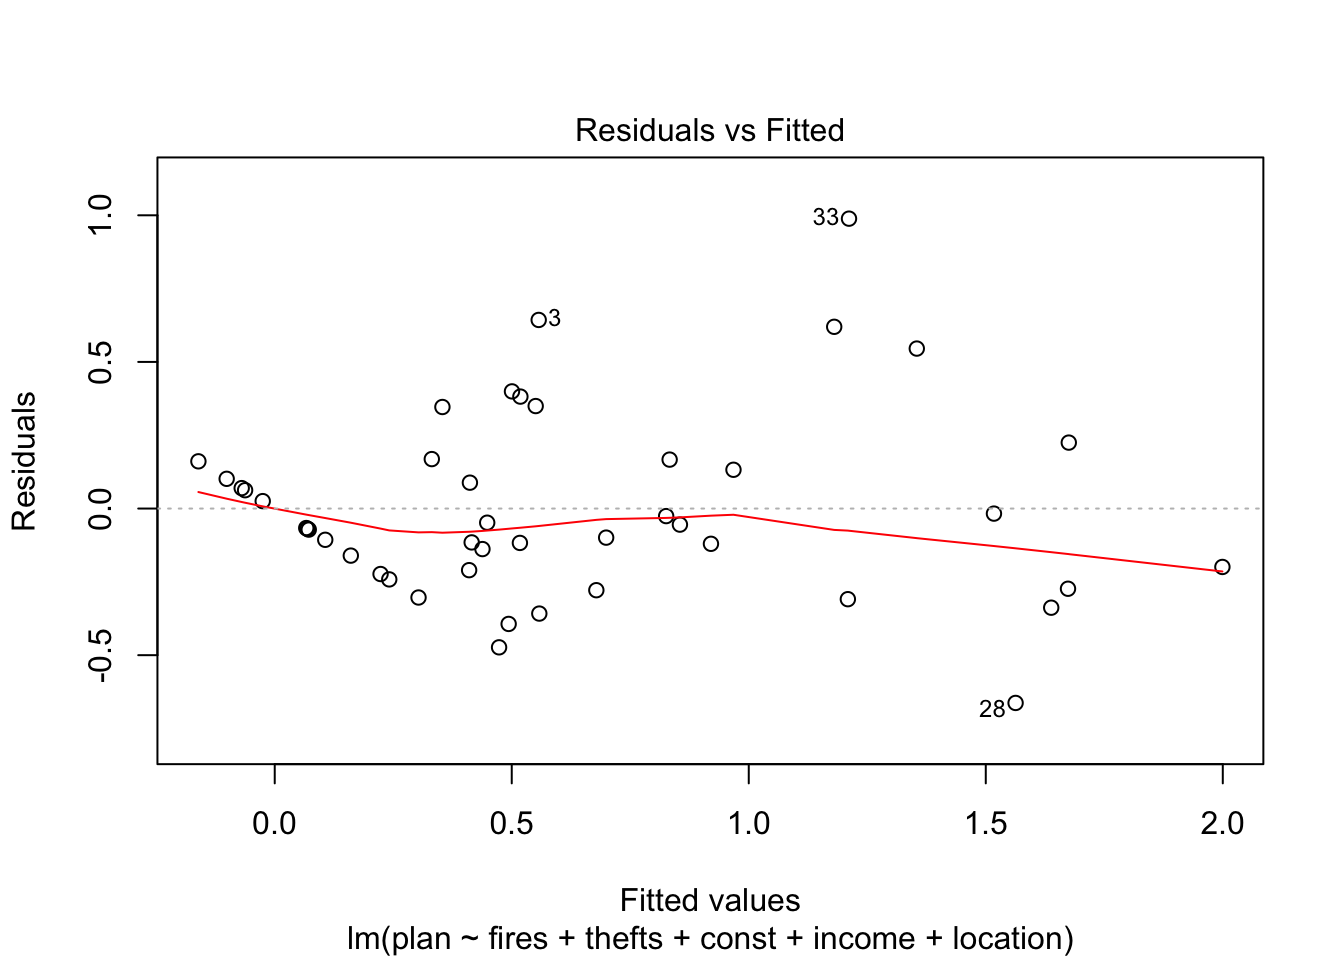 Residuals vs Fitted
Residuals
1.0
0.5
0.0
-0.5
33
3
28
0.0 0.5 1.0 1.5 2.0
Fitted values
lm(plan ~ fires + thefts + const + income + location)